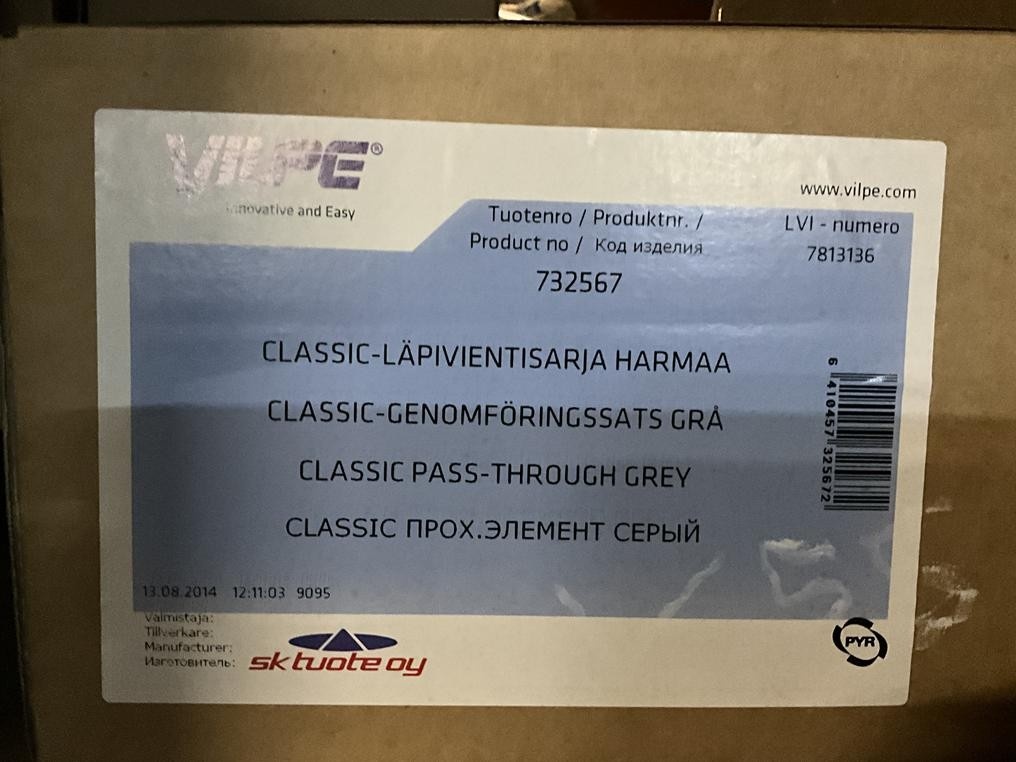 VILPE®
Innovative and Easy
www.vilpe.com
Tuotenro / Produktnr. /
Product no / Код изделия
732567
LVI - numero
7813136
CLASSIC-LÄPIVIENTISARJA HARMAA
CLASSIC-GENOMFÖRINGSSATS GRÅ
CLASSIC PASS-THROUGH GREY
CLASSIC ПРОХ.ЭЛЕМЕНТ СЕРЫЙ
6 410457 325672
13.08.2014 12:11:03 9095
Valmistaja:
Tillverkare:
Manufacturer:
Изготовитель:
sk tuote oy
PYR